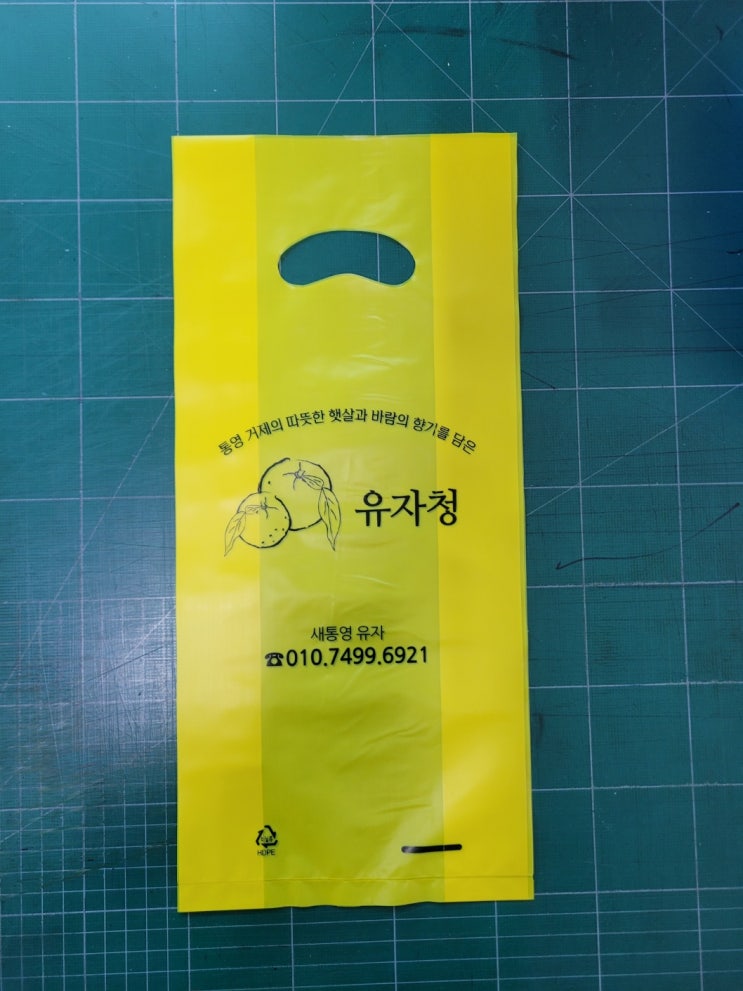 통영 거제의 따뜻한 햇살과 바람의 향기를 담은
유자청
새통영 유자
☎010.7499.6921
HDPE